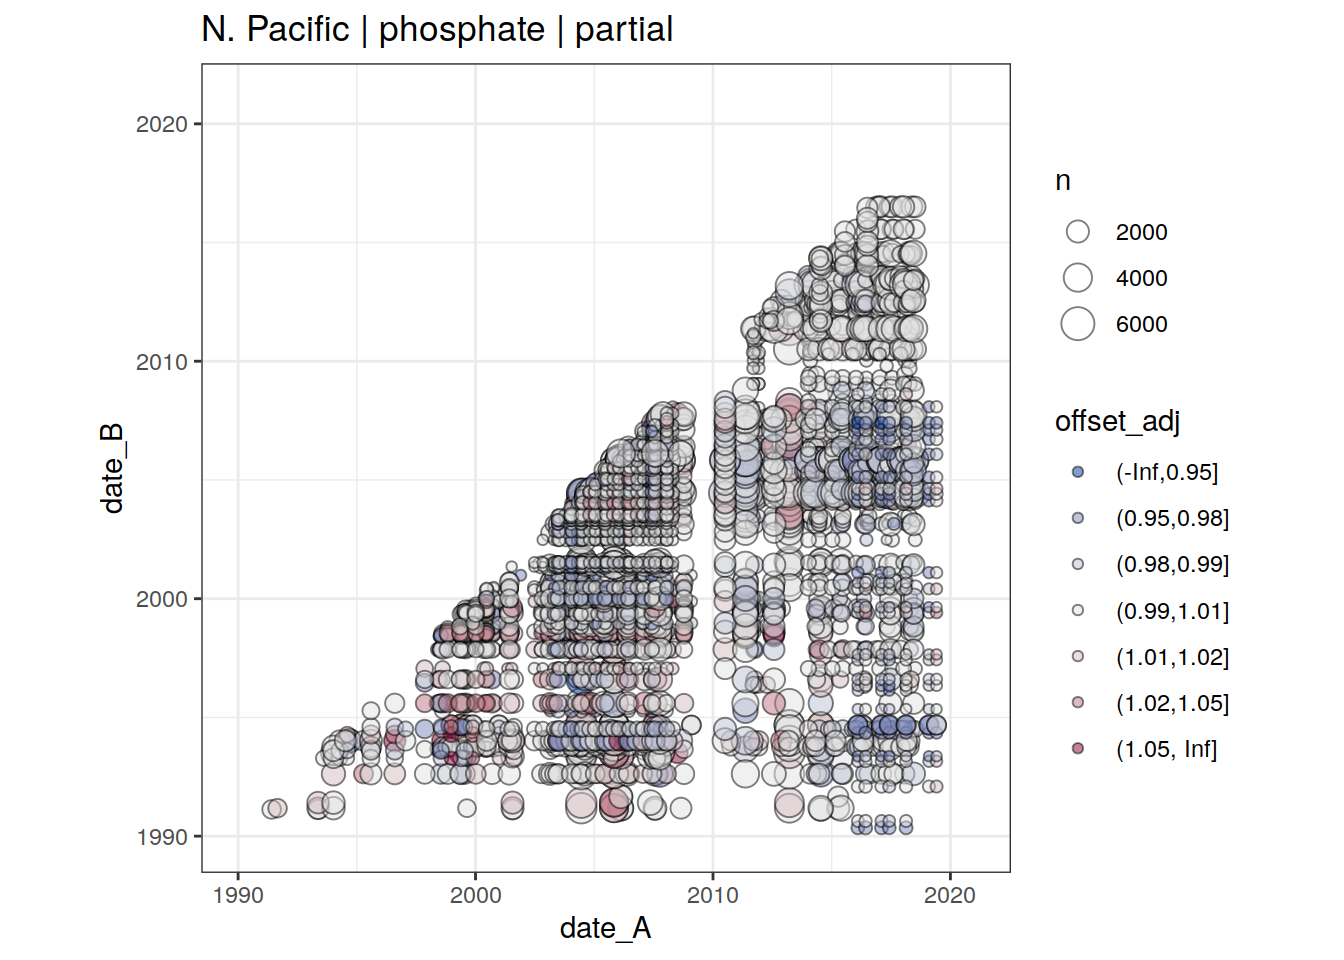 N. Pacific | phosphate | partial
2020
2010
2000
1990
date_B
1990 2000 2010 2020
date_A
n
2000
4000
6000
offset_adj
(-Inf,0.95]
(0.95,0.98]
(0.98,0.99]
(0.99,1.01]
(1.01,1.02]
(1.02,1.05]
(1.05, Inf]